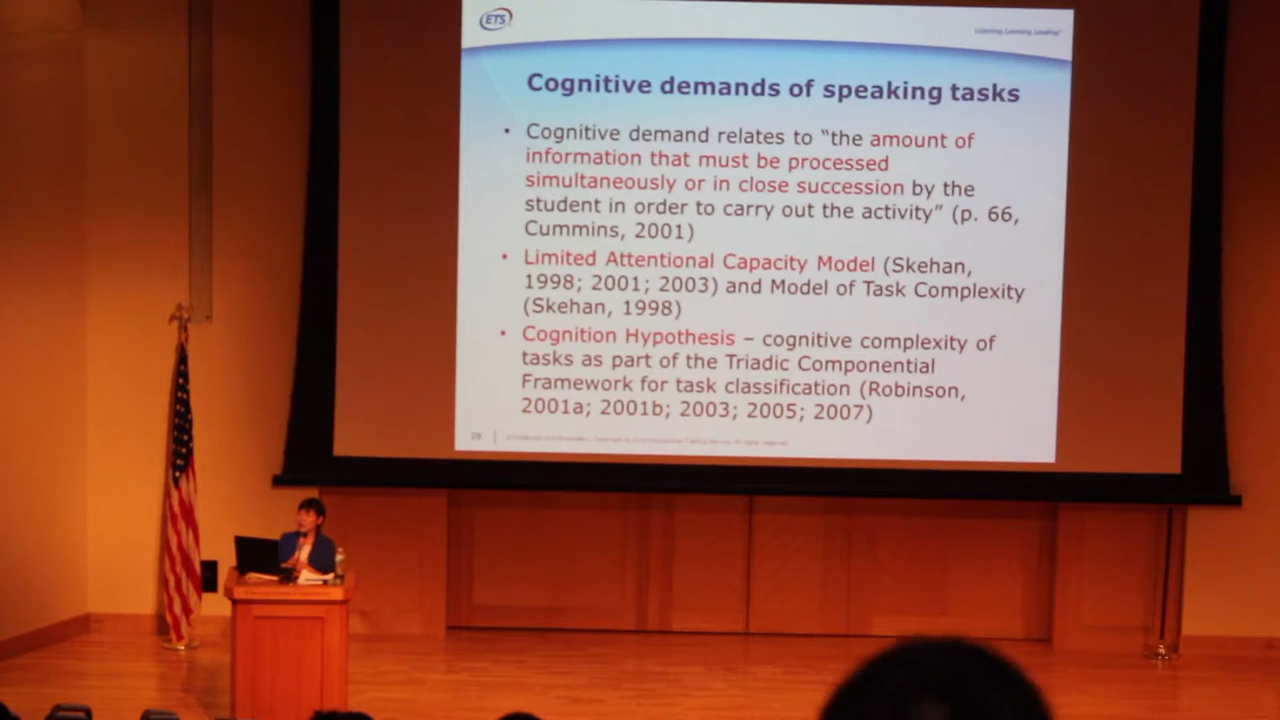 ETS
Listening. Learning. Leading.
Cognitive demands of speaking tasks
• Cognitive demand relates to “the amount of
information that must be processed
simultaneously or in close succession by the
student in order to carry out the activity” (p. 66,
Cummins, 2001)
• Limited Attentional Capacity Model (Skehan,
1998; 2001; 2003) and Model of Task Complexity
(Skehan, 1998)
• Cognition Hypothesis – cognitive complexity of
tasks as part of the Triadic Componential
Framework for task classification (Robinson,
2001a; 2001b; 2003; 2005; 2007)